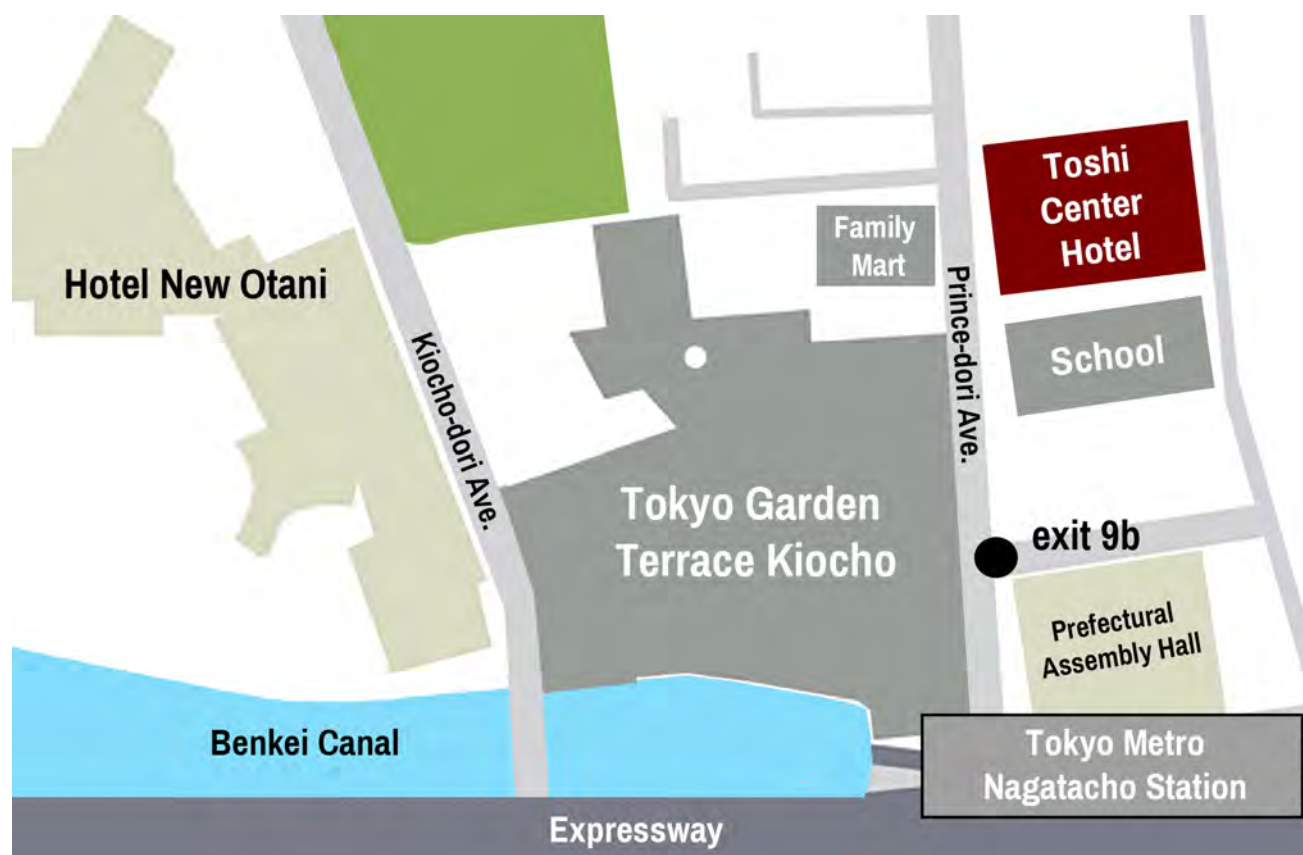 Toshi
Center
Hotel
Family
Mart
Hotel New Otani
Prince-dori Ave.
Kiocho-dori Ave.
School
Tokyo Garden
Terrace Kiocho
exit 9b
Prefectural
Assembly Hall
Benkei Canal
Tokyo Metro
Nagatacho Station
Expressway